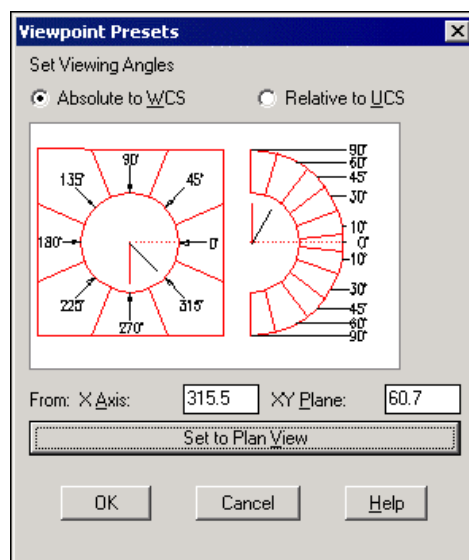 Viewpoint Presets
Set Viewing Angles
Absolute to WCS
Relative to UCS
90°
135°
45°
180°
0°
225°
315°
270°
90°
60°
45°
30°
10°
0°
10°
30°
45°
60°
90°
From: X Axis: 315.5 XY Plane: 60.7
Set to Plan View
OK Cancel Help